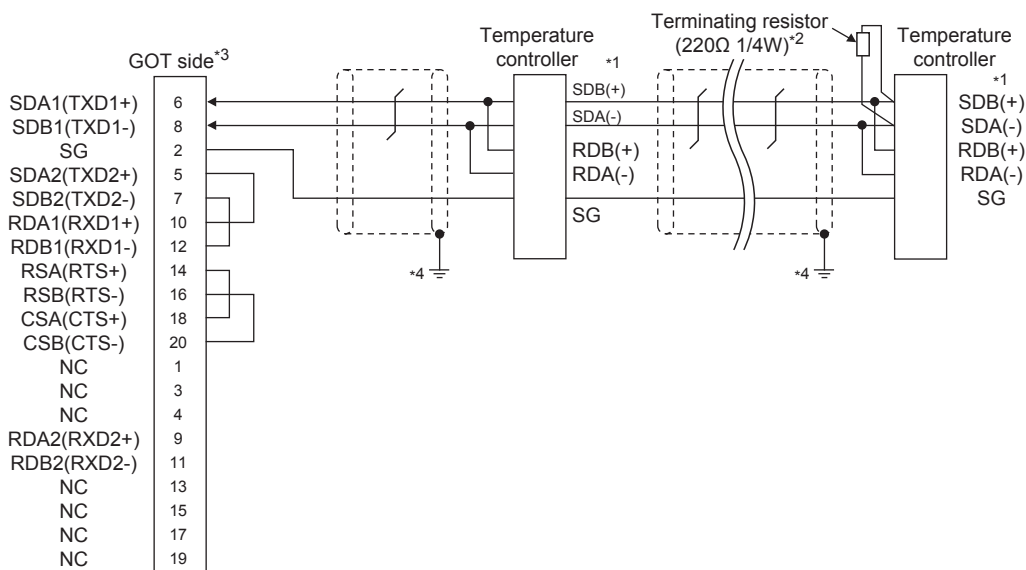 GOT side*3
SDA1(TXD1+) 6
SDB1(TXD1-) 8
SG 2
SDA2(TXD2+) 5
SDB2(TXD2-) 7
RDA1(RXD1+) 10
RDB1(RXD1-) 12
RSA(RTS+) 14
RSB(RTS-) 16
CSA(CTS+) 18
CSB(CTS-) 20
NC 1
NC 3
NC 4
RDA2(RXD2+) 9
RDB2(RXD2-) 11
NC 13
NC 15
NC 17
NC 19
*4
Temperature
controller
*1
SDB(+)
SDA(-)
RDB(+)
RDA(-)
SG
Terminating resistor
(220Ω 1/4W)*2
*4
Temperature
controller
*1
SDB(+)
SDA(-)
RDB(+)
RDA(-)
SG